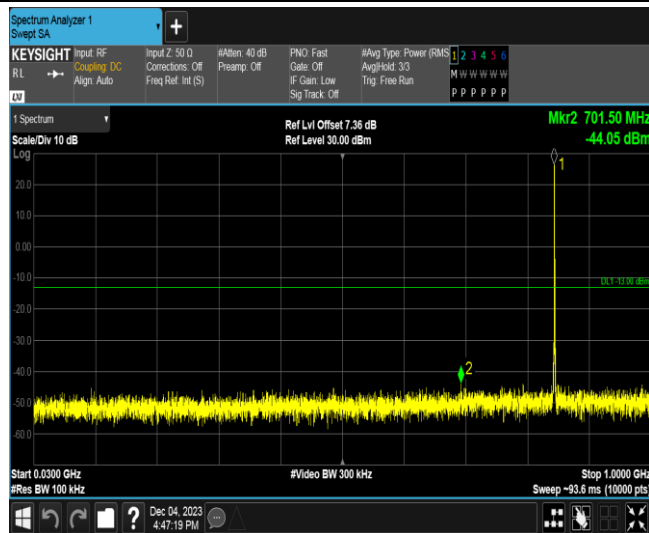 Spectrum Analyzer 1
Swept SA
+
KEYSIGHT
RL
Input: RF
Coupling: DC
Align: Auto
Input Z: 50 Ω
Corrections: Off
Freq Ref: Int (S)
#Atten: 40 dB
Preamp: Off
PNO: Fast
Gate: Off
IF Gain: Low
Sig Track: Off
#Avg Type: Power (RMS
Avg|Hold: 3/3
Trig: Free Run
1 2 3 4 5 6
M W W W W W
P P P P P P
1 Spectrum
Scale/Div 10 dB
Log
Ref Lvl Offset 7.36 dB
Ref Level 30.00 dBm
Mkr2 701.50 MHz
-44.05 dBm
1
20.0
10.0
0.00
-10.0
DL1 -13.00 dBm
-20.0
-30.0
-40.0
2
-50.0
-60.0
Start 0.0300 GHz
#Res BW 100 kHz
#Video BW 300 kHz
Stop 1.0000 GHz
Sweep ~93.6 ms (10000 pts)
?
Dec 04, 2023
4:47:19 PM